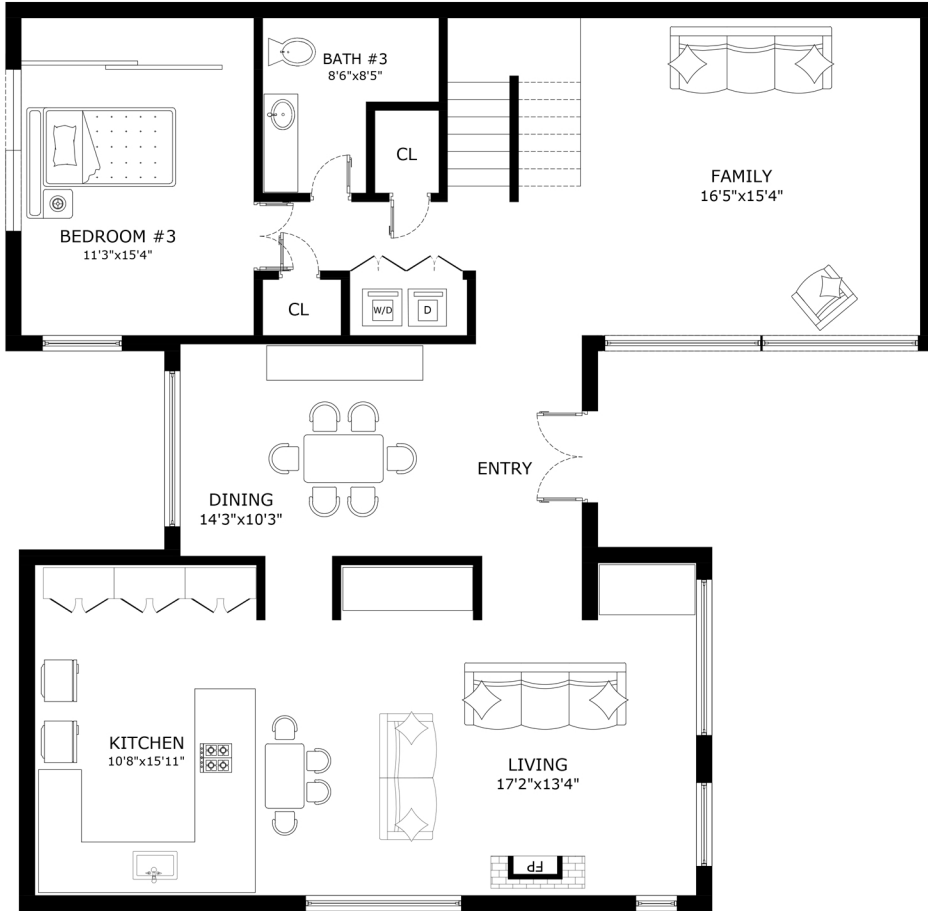 BATH #3
8'6"x8'5"
CL
FAMILY
16'5"x15'4"
BEDROOM #3
11'3"x15'4"
CL
W/D
D
ENTRY
DINING
14'3"x10'3"
KITCHEN
10'8"x15'11"
LIVING
17'2"x13'4"
FP